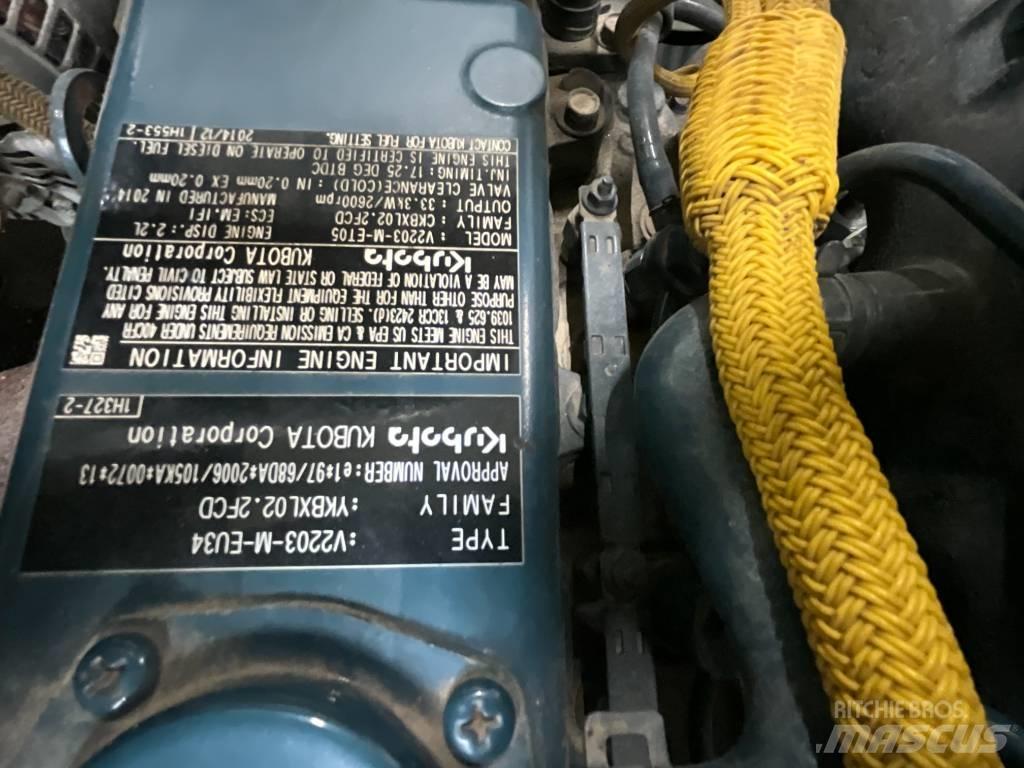 TYPE :V2203-M-EU34
FAMILY :YKBXL02.2FCD
APPROVAL NUMBER:e1*97/68DA*2006/105KA*0072*13
Kubota KUBOTA Corporation
1H327-2
IMPORTANT ENGINE INFORMATION
THIS ENGINE MEETS US EPA & CA EMISSION REQUIREMENTS UNDER 40CFR
1039.625 & 13CCR 2423(d). SELLING OR INSTALLING THIS ENGINE FOR ANY
PURPOSE OTHER THAN FOR THE EQUIPMENT FLEXIBILITY PROVISIONS CITED
MAY BE A VIOLATION OF FEDERAL OR STATE LAW SUBJECT TO CIVIL PENALTY.
Kubota KUBOTA Corporation
MODEL: V2203-M-ET05 ENGINE DISP.: 2.2L
FAMILY : CKBXL02.2FCD ECS: EM, IFI
OUTPUT : 33.3kW/2600rpm MANUFACTURED IN 2014
VALVE CLEARANCE(COLD) : IN 0.20mm EX 0.20mm
INJ.TIMING: 17.25 DEG BTDC
THIS ENGINE IS CERTIFIED TO OPERATE ON DIESEL FUEL.
CONTACT KUBOTA FOR FUEL SETTING. 2014/12 1H553-2
RITCHIE BROS.
MASCUS